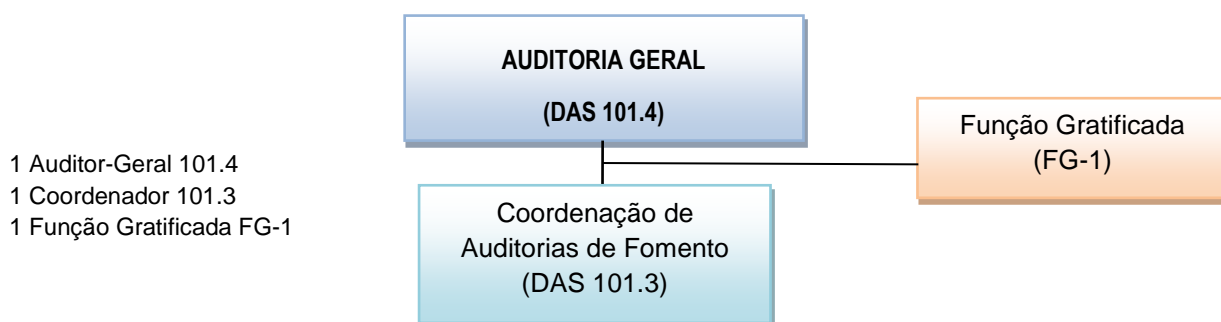 AUDITORIA GERAL
(DAS 101.4)
Função Gratificada
(FG-1)
1 Auditor-Geral 101.4
1 Coordenador 101.3
1 Função Gratificada FG-1
Coordenação de
Auditorias de Fomento
(DAS 101.3)